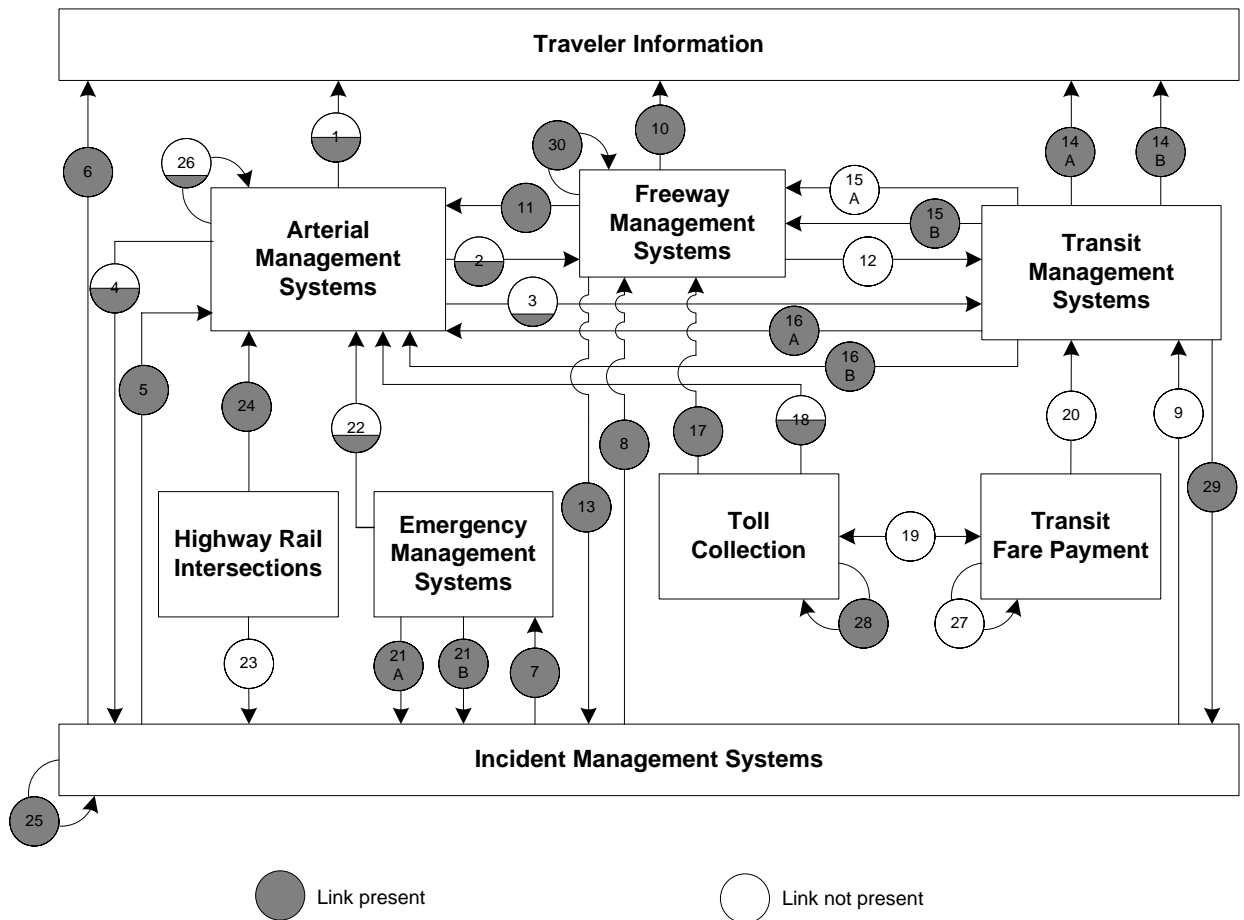 Traveler Information
1
10
14
A
14
B
6
26
30
15
A
11
Freeway
Management
Systems
15
B
Arterial
Management
Systems
2
12
Transit
Management
Systems
4
3
16
A
16
B
5
24
22
8
17
18
20
9
29
13
Highway Rail
Intersections
Emergency
Management
Systems
Toll
Collection
19
Transit
Fare Payment
28
27
23
21
A
21
B
7
Incident Management Systems
25
Link present
Link not present